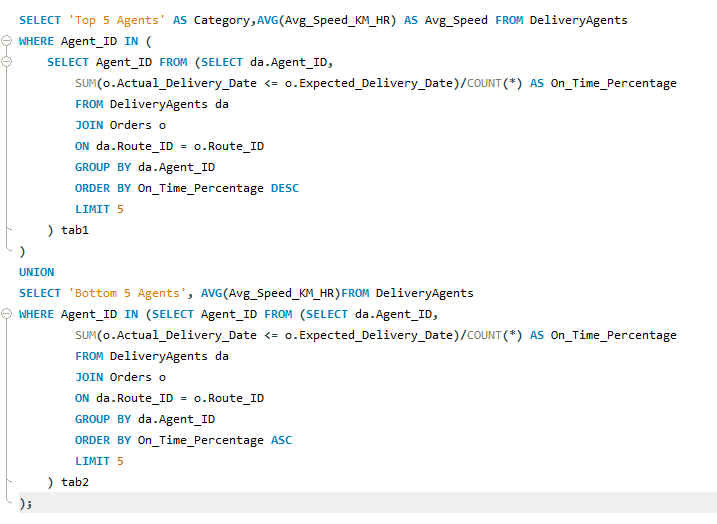 SELECT 'Top 5 Agents' AS Category,AVG(Avg_Speed_KM_HR) AS Avg_Speed FROM DeliveryAgents
WHERE Agent_ID IN (
    SELECT Agent_ID FROM (SELECT da.Agent_ID,
        SUM(o.Actual_Delivery_Date <= o.Expected_Delivery_Date)/COUNT(*) AS On_Time_Percentage
        FROM DeliveryAgents da
        JOIN Orders o
        ON da.Route_ID = o.Route_ID
        GROUP BY da.Agent_ID
        ORDER BY On_Time_Percentage DESC
        LIMIT 5
    ) tab1
)
UNION
SELECT 'Bottom 5 Agents', AVG(Avg_Speed_KM_HR)FROM DeliveryAgents
WHERE Agent_ID IN (SELECT Agent_ID FROM (SELECT da.Agent_ID,
        SUM(o.Actual_Delivery_Date <= o.Expected_Delivery_Date)/COUNT(*) AS On_Time_Percentage
        FROM DeliveryAgents da
        JOIN Orders o
        ON da.Route_ID = o.Route_ID
        GROUP BY da.Agent_ID
        ORDER BY On_Time_Percentage ASC
        LIMIT 5
    ) tab2
);